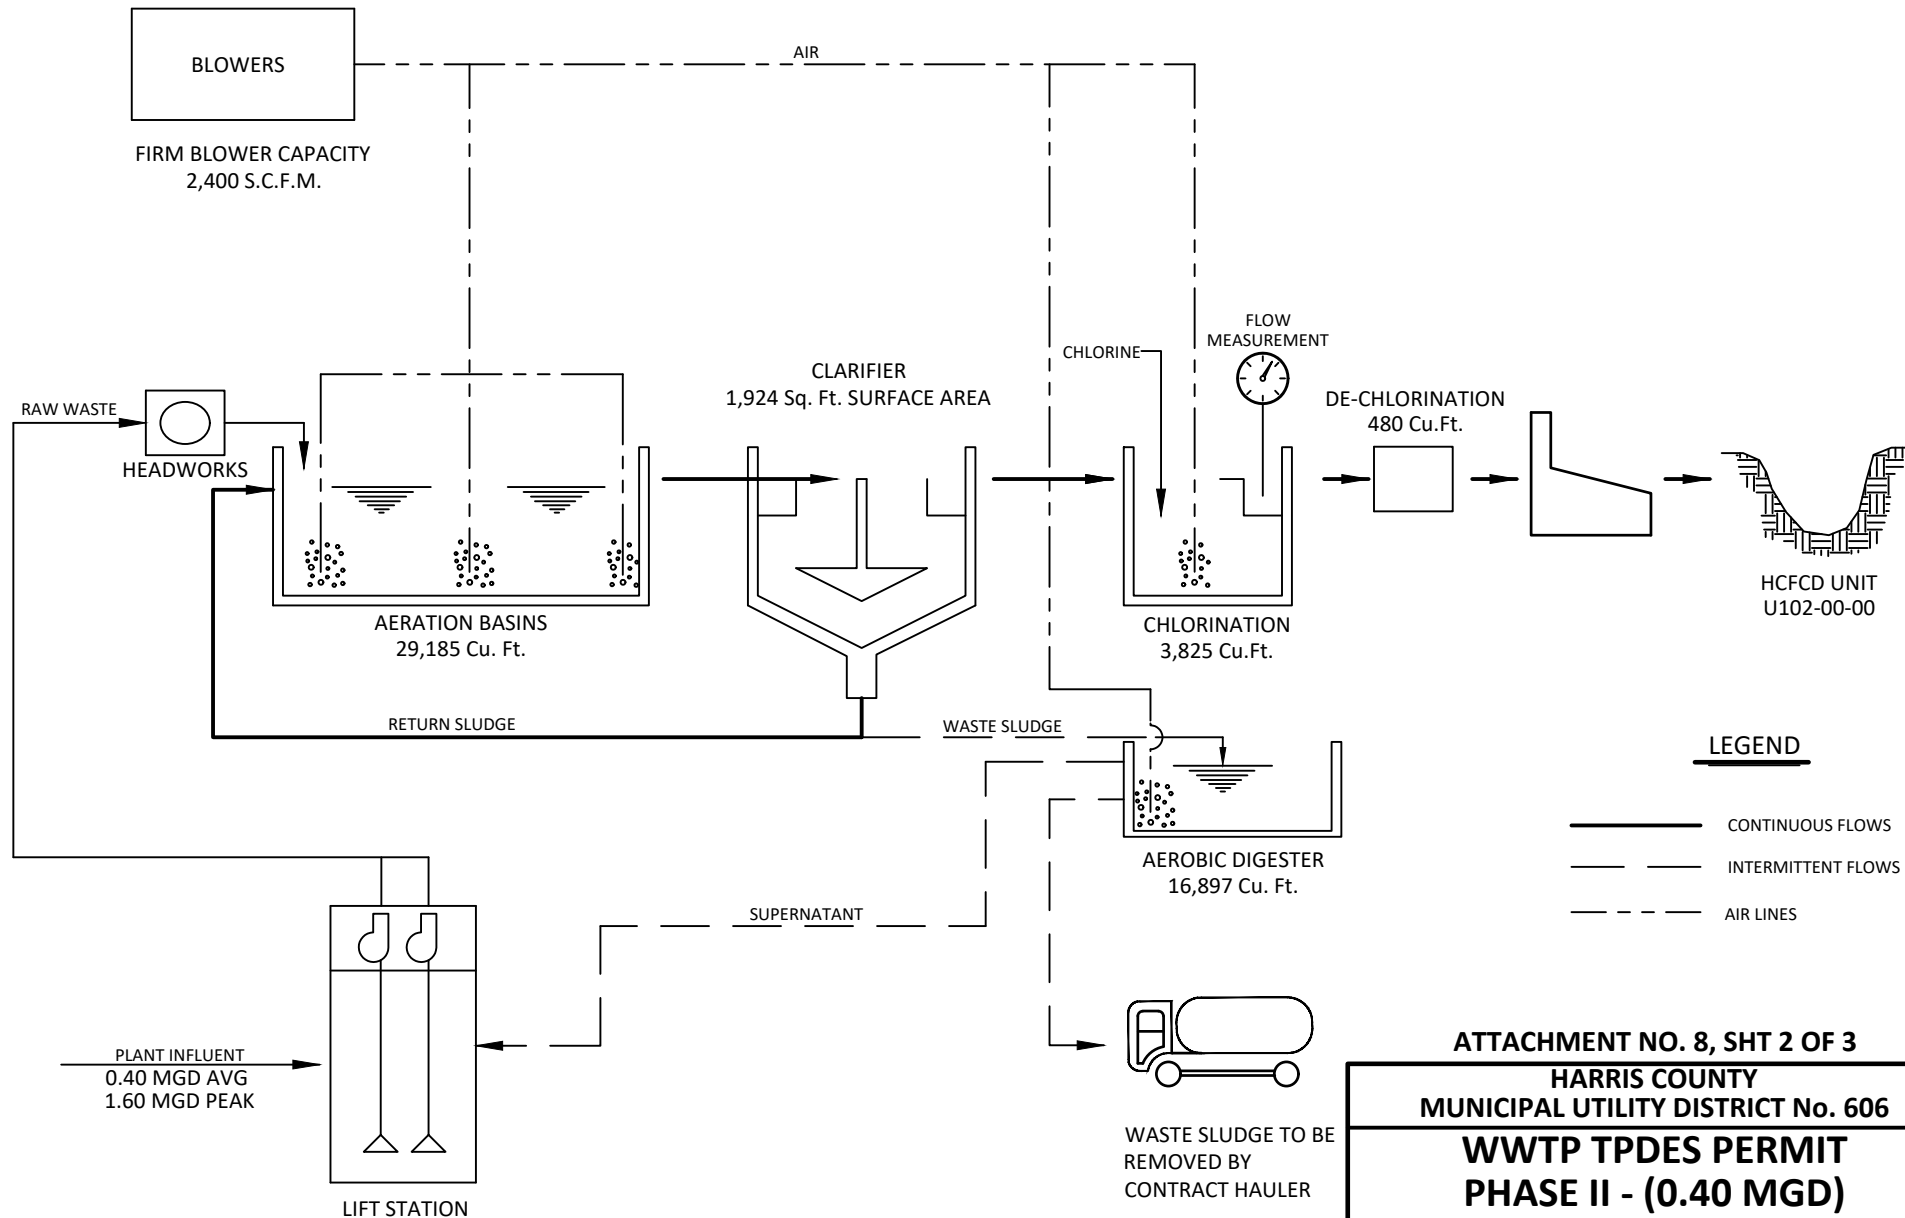 BLOWERS
FIRM BLOWER CAPACITY
2,400 S.C.F.M.
AIR
RAW WASTE
HEADWORKS
AERATION BASINS
29,185 Cu. Ft.
CLARIFIER
1,924 Sq. Ft. SURFACE AREA
CHLORINE
FLOW
MEASUREMENT
CHLORINATION
3,825 Cu.Ft.
DE-CHLORINATION
480 Cu.Ft.
HCFCD UNIT
U102-00-00
RETURN SLUDGE
WASTE SLUDGE
AEROBIC DIGESTER
16,897 Cu. Ft.
SUPERNATANT
PLANT INFLUENT
0.40 MGD AVG
1.60 MGD PEAK
LIFT STATION
WASTE SLUDGE TO BE
REMOVED BY
CONTRACT HAULER
LEGEND
CONTINUOUS FLOWS
INTERMITTENT FLOWS
AIR LINES
ATTACHMENT NO. 8, SHT 2 OF 3
HARRIS COUNTY
MUNICIPAL UTILITY DISTRICT No. 606
WWTP TPDES PERMIT
PHASE II - (0.40 MGD)